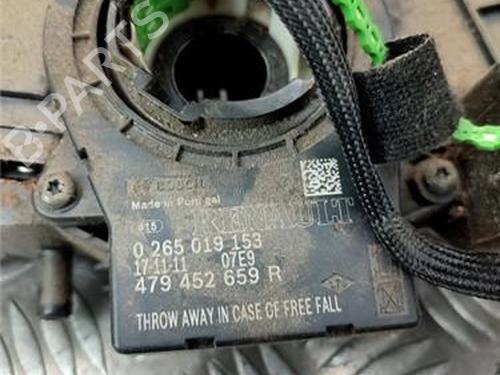 BOSCH
Made in Portugal
015 RENAULT
0 265 019 153
17-11-11 07E9
479 452 659 R
THROW AWAY IN CASE OF FREE FALL
B-PARTS